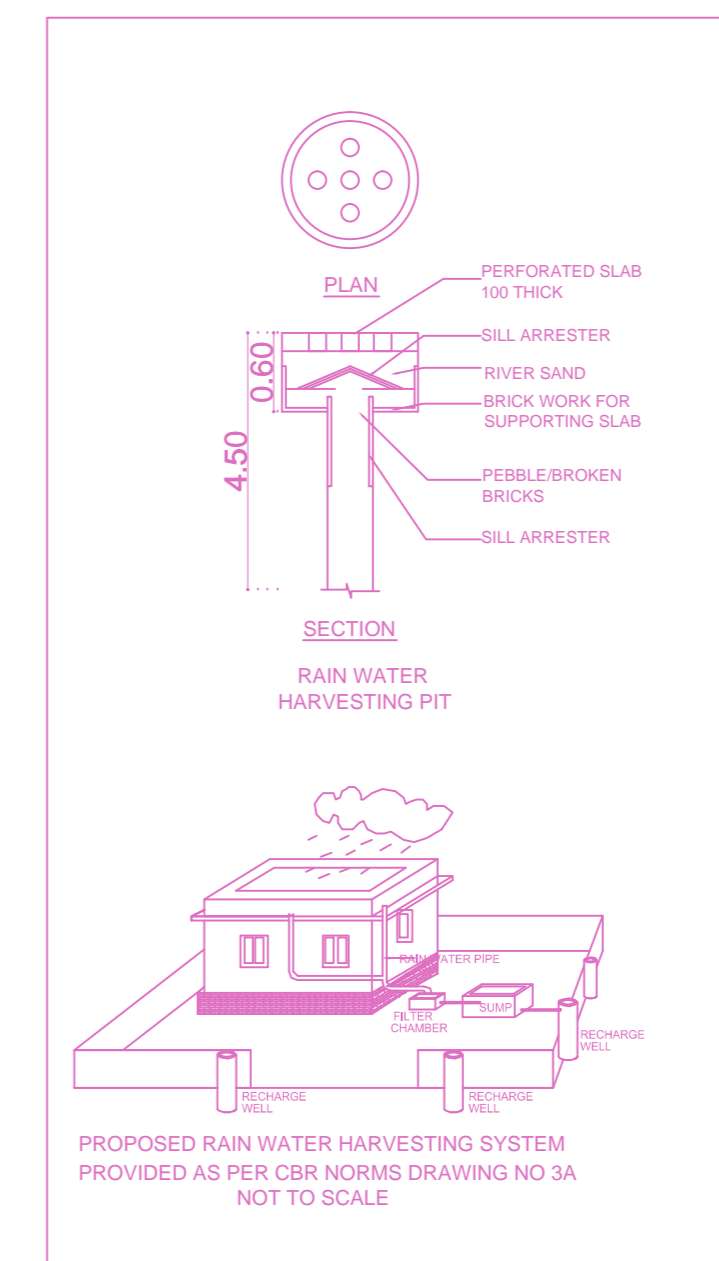 PLAN
PERFORATED SLAB
100 THICK
SILL ARRESTER
RIVER SAND
BRICK WORK FOR
SUPPORTING SLAB
PEBBLE/BROKEN
BRICKS
SILL ARRESTER
0.60
4.50
SECTION
RAIN WATER
HARVESTING PIT
RAIN WATER PIPE
FILTER
CHAMBER
SUMP
RECHARGE
WELL
RECHARGE
WELL
RECHARGE
WELL
PROPOSED RAIN WATER HARVESTING SYSTEM
PROVIDED AS PER CBR NORMS DRAWING NO 3A
NOT TO SCALE